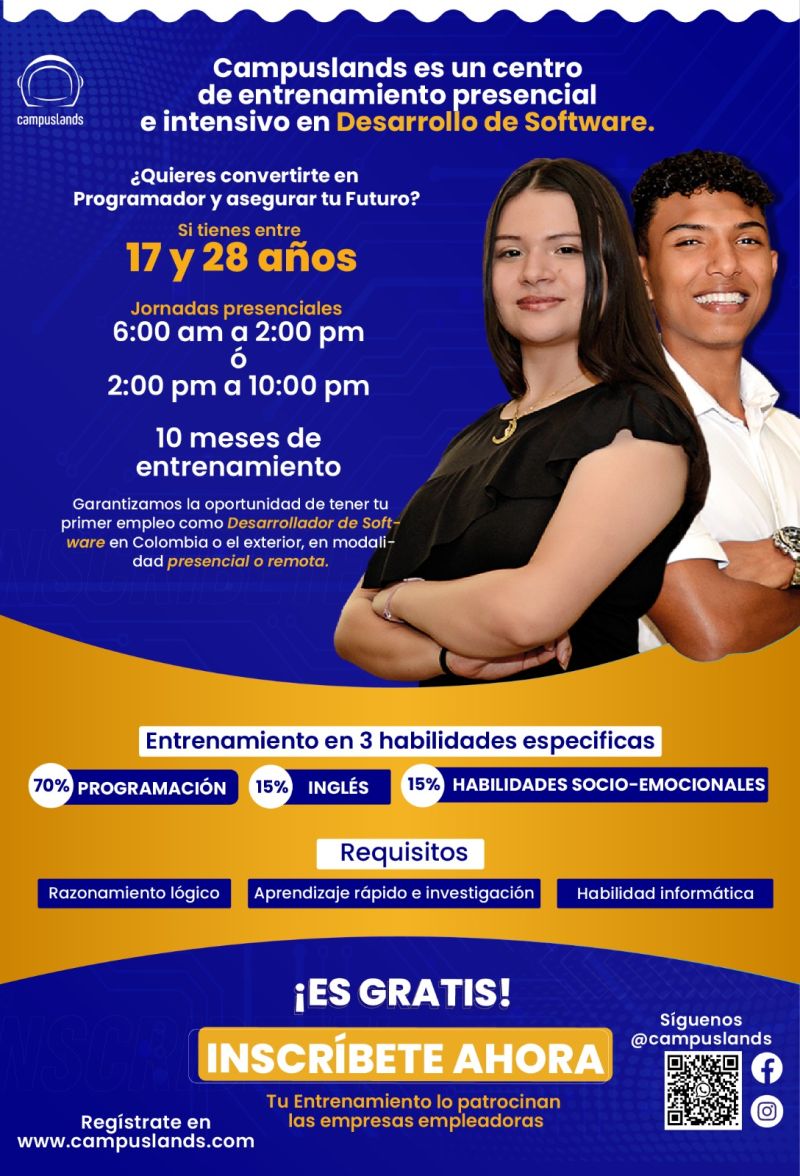 campuslands
Campuslands es un centro
de entrenamiento presencial
e intensivo en Desarrollo de Software.
¿Quieres convertirte en
Programador y asegurar tu Futuro?
Si tienes entre
17 y 28 años
Jornadas presenciales
6:00 am a 2:00 pm
ó
2:00 pm a 10:00 pm
10 meses de
entrenamiento
Garantizamos la oportunidad de tener tu
primer empleo como Desarrollador de Soft-
ware en Colombia o el exterior, en modali-
dad presencial o remota.
Entrenamiento en 3 habilidades especificas
70% PROGRAMACIÓN
15% INGLÉS
15% HABILIDADES SOCIO-EMOCIONALES
Requisitos
Razonamiento lógico
Aprendizaje rápido e investigación
Habilidad informática
¡ES GRATIS!
INSCRÍBETE AHORA
Tu Entrenamiento lo patrocinan
las empresas empleadoras
Regístrate en
www.campuslands.com
Síguenos
@campuslands